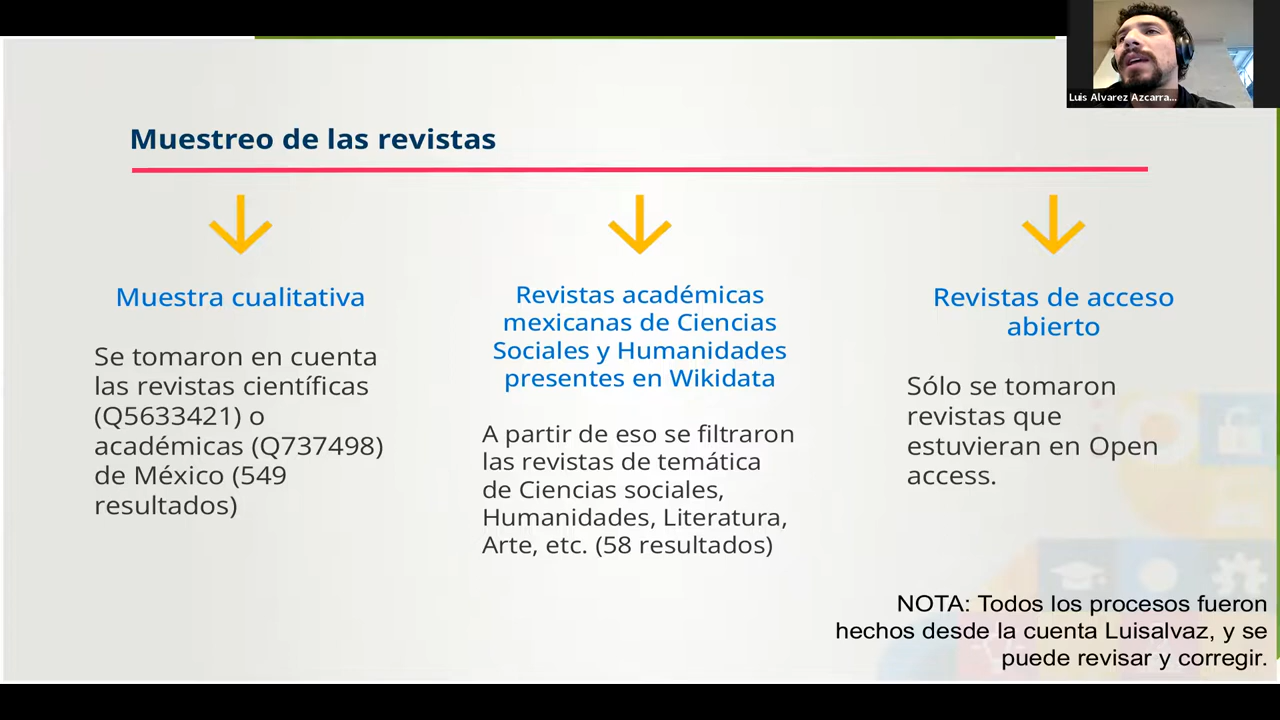 Luis Alvarez Azcarra...
Muestreo de las revistas
Muestra cualitativa
Se tomaron en cuenta
las revistas científicas
(Q5633421) o
académicas (Q737498)
de México (549
resultados)
Revistas académicas
mexicanas de Ciencias
Sociales y Humanidades
presentes en Wikidata
A partir de eso se filtraron
las revistas de temática
de Ciencias sociales,
Humanidades, Literatura,
Arte, etc. (58 resultados)
Revistas de acceso
abierto
Sólo se tomaron
revistas que
estuvieran en Open
access.
NOTA: Todos los procesos fueron
hechos desde la cuenta Luisalvaz, y se
puede revisar y corregir.